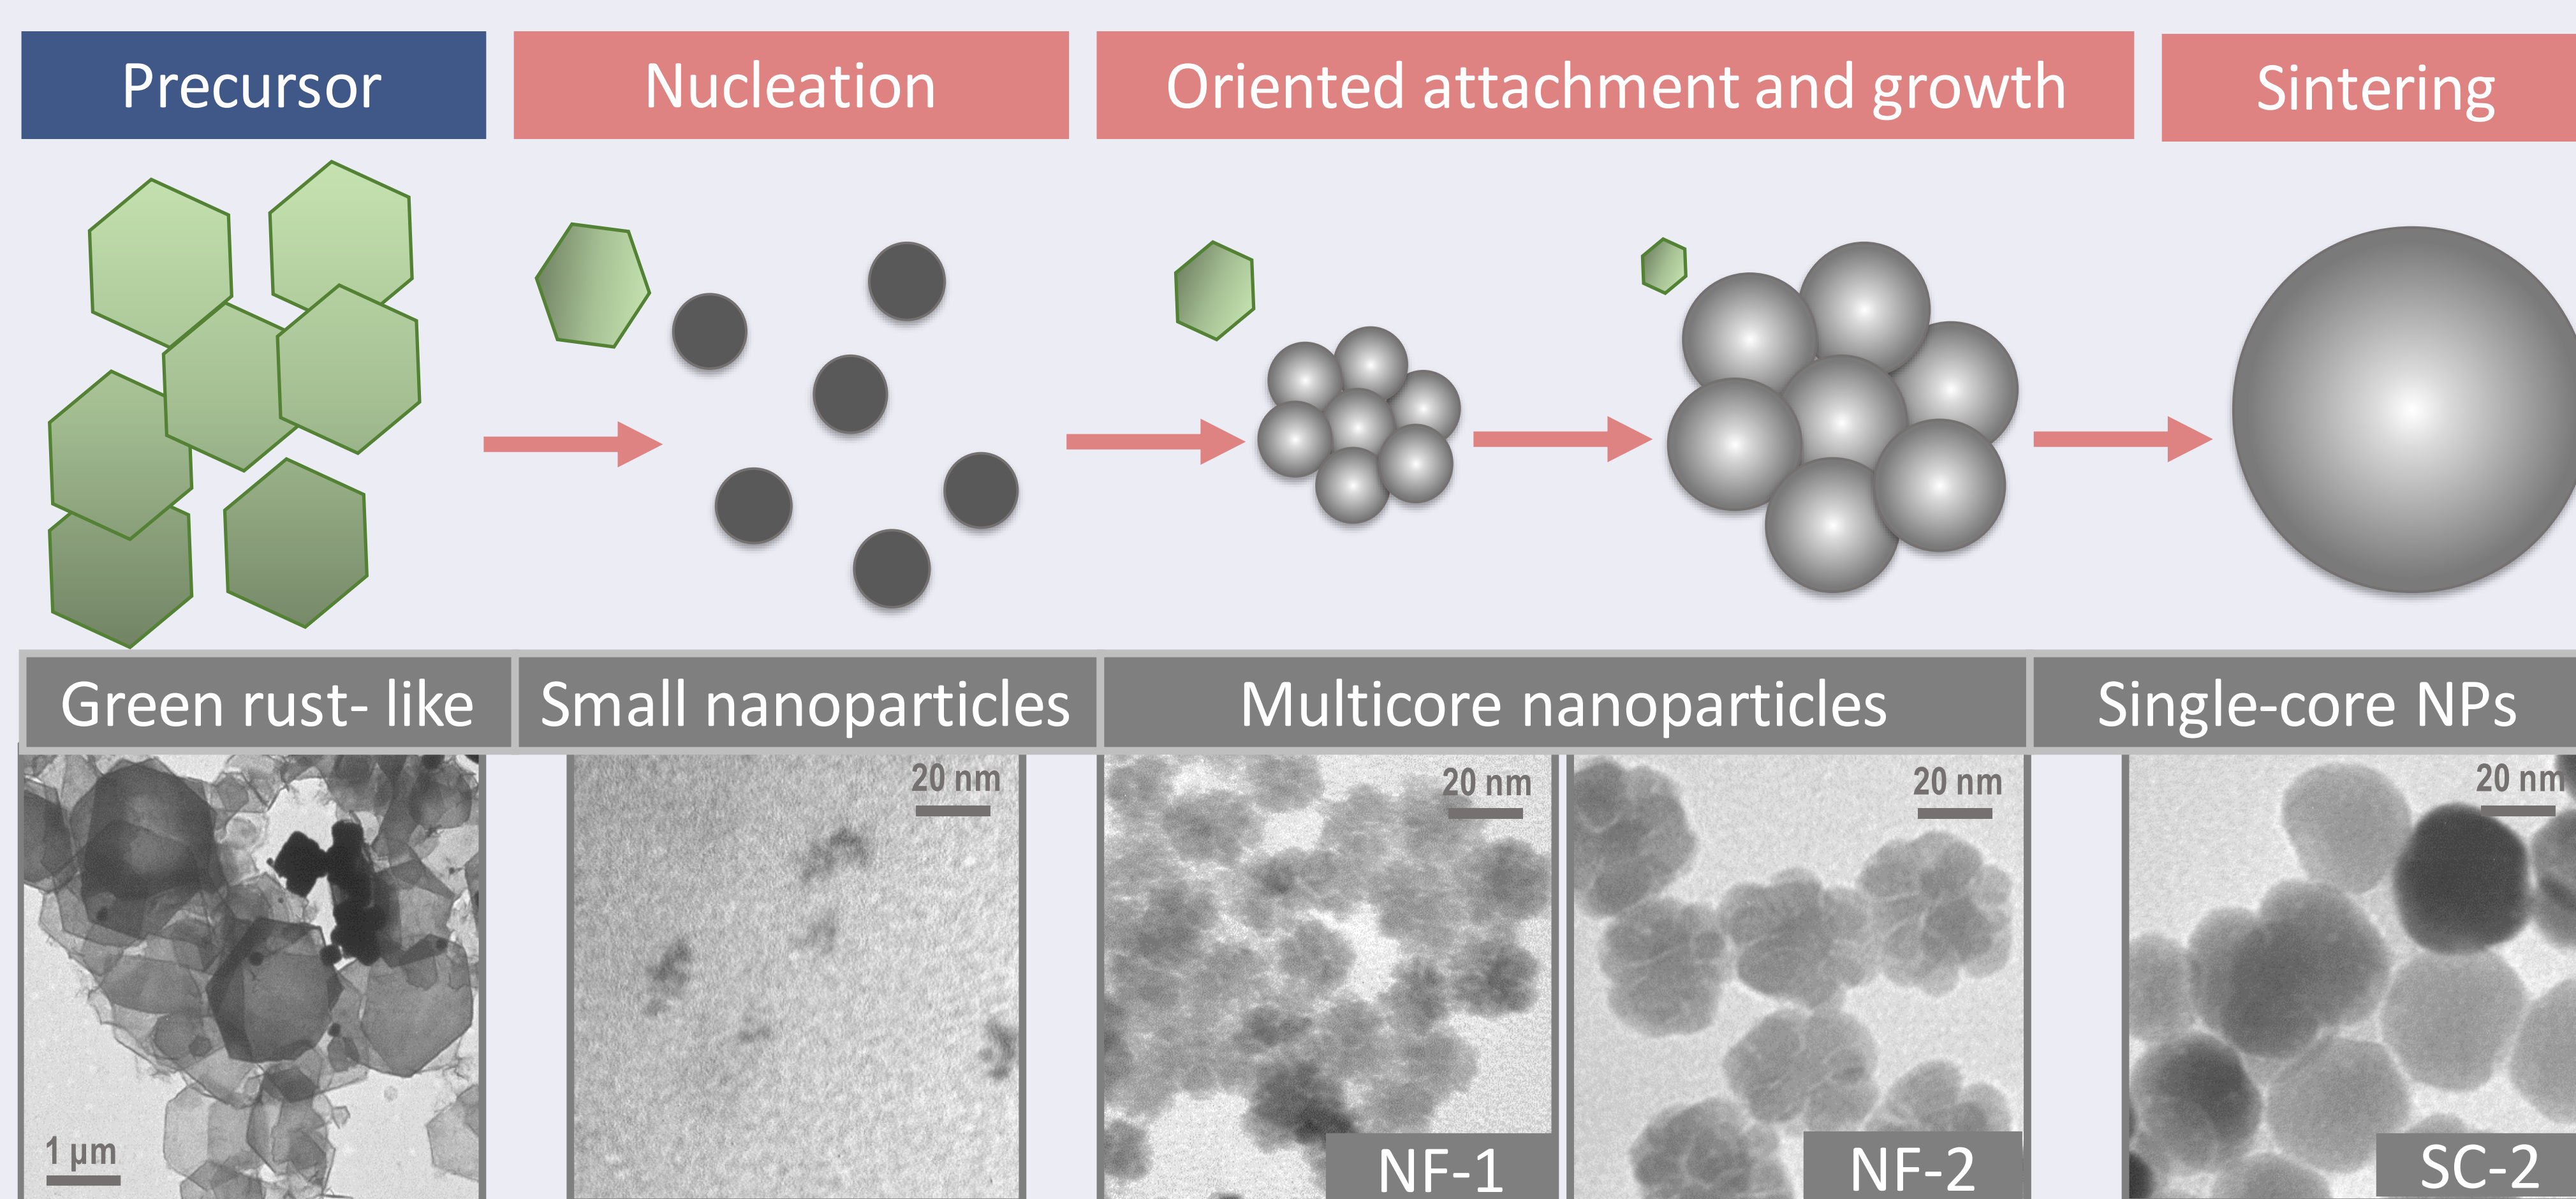 Precursor
Nucleation
Oriented attachment and growth
Sintering
Green rust- like
Small nanoparticles
Multicore nanoparticles
Single-core NPs
20 nm
20 nm
20 nm
20 nm
1 µm
NF-1
NF-2
SC-2